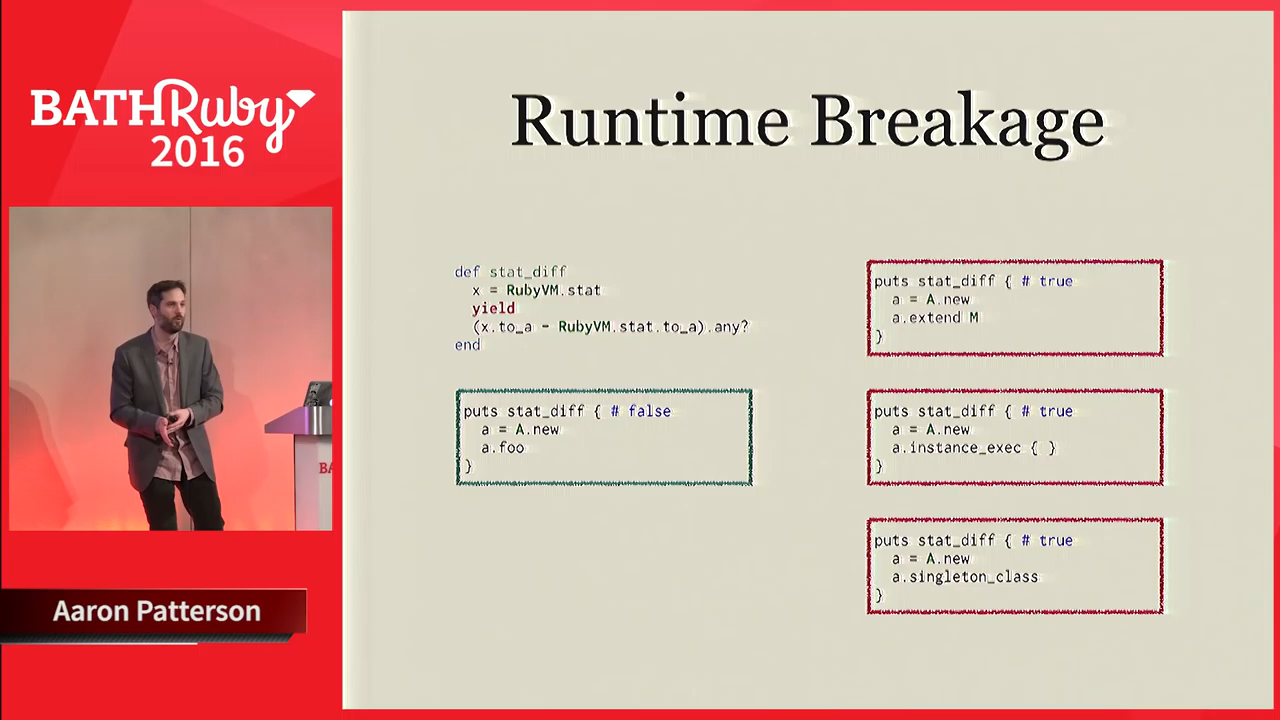 BATHRuby
2016
Aaron Patterson
Runtime Breakage
def stat_diff
  x = RubyVM.stat
  yield
  (x.to_a - RubyVM.stat.to_a).any?
end
puts stat_diff { # false
  a = A.new
  a.foo
}
puts stat_diff { # true
  a = A.new
  a.extend M
}
puts stat_diff { # true
  a = A.new
  a.instance_exec { }
}
puts stat_diff { # true
  a = A.new
  a.singleton_class
}
BA